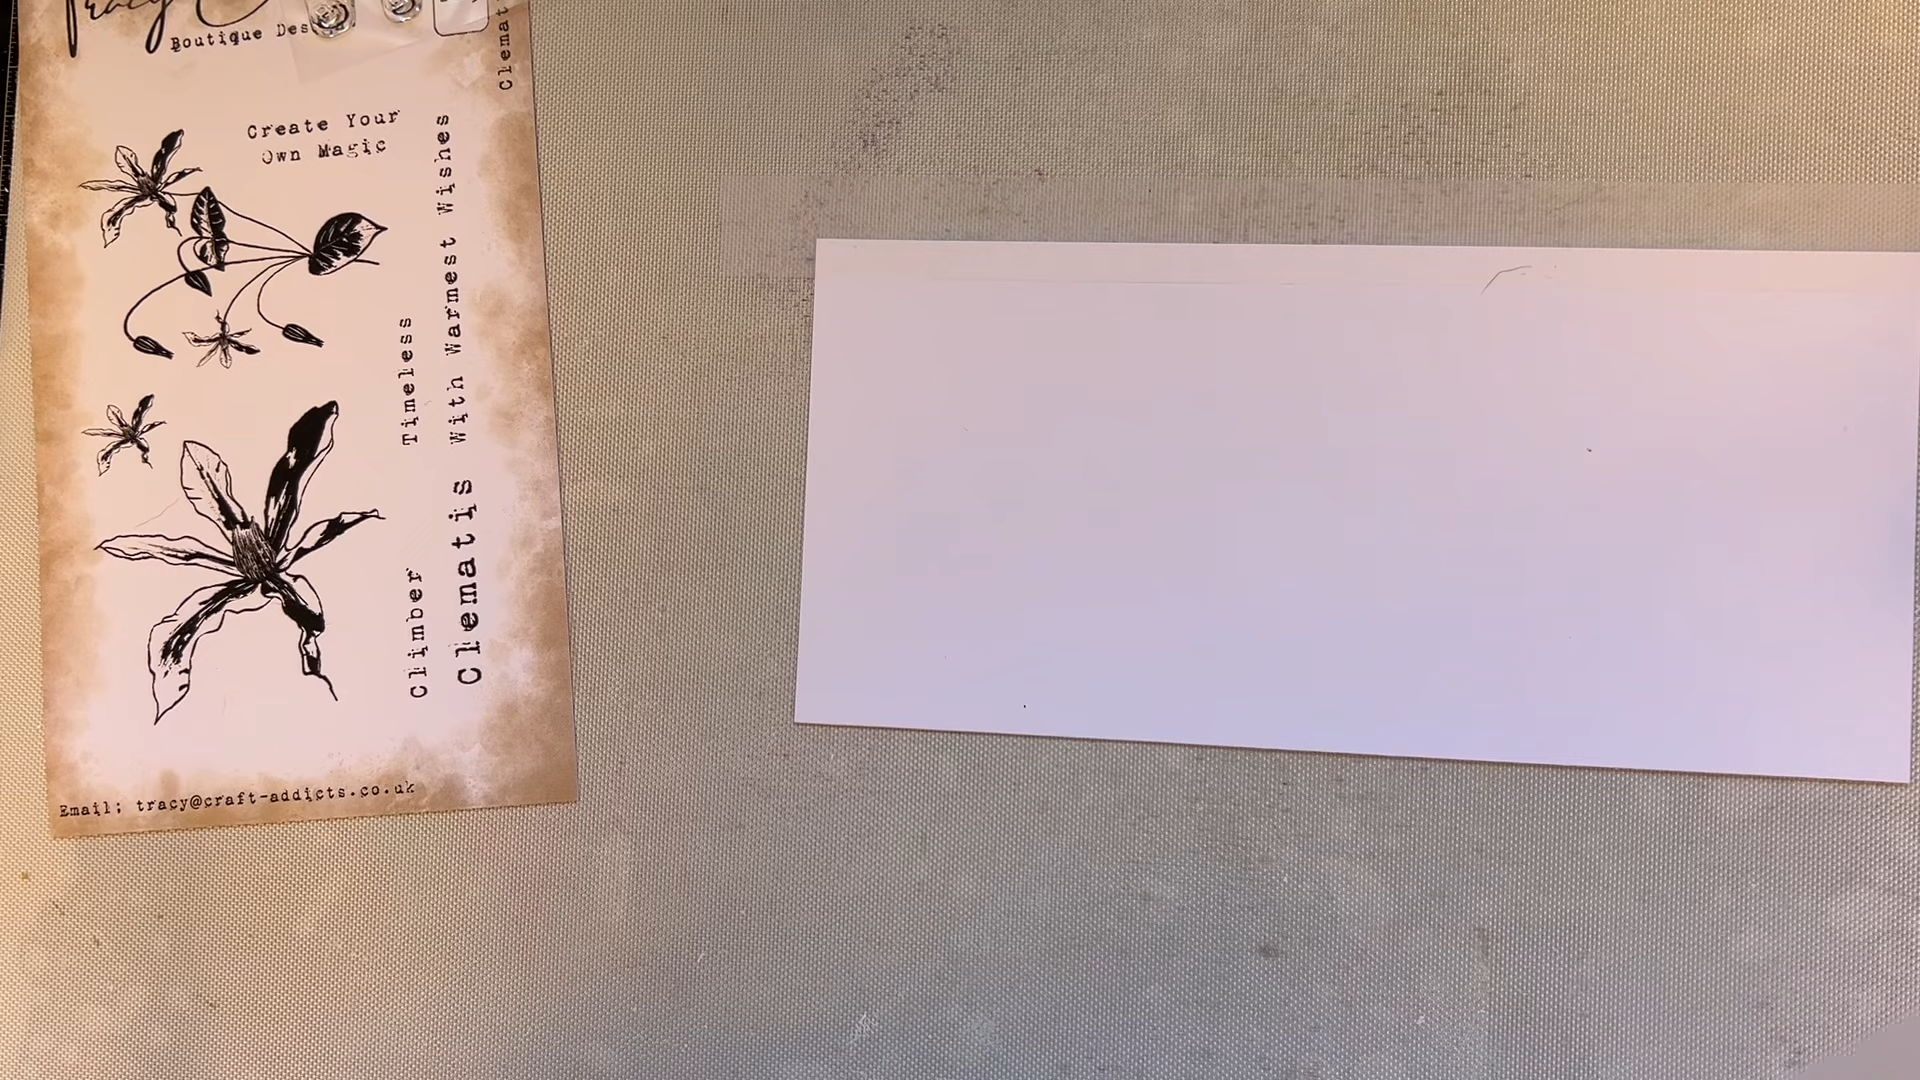 Tracy
Boutique Des
Clemat
Create Your
Own Magic
With Warmest Wishes
Timeless
Clematis
Climber
Email; tracy@craft-addicts.co.uk